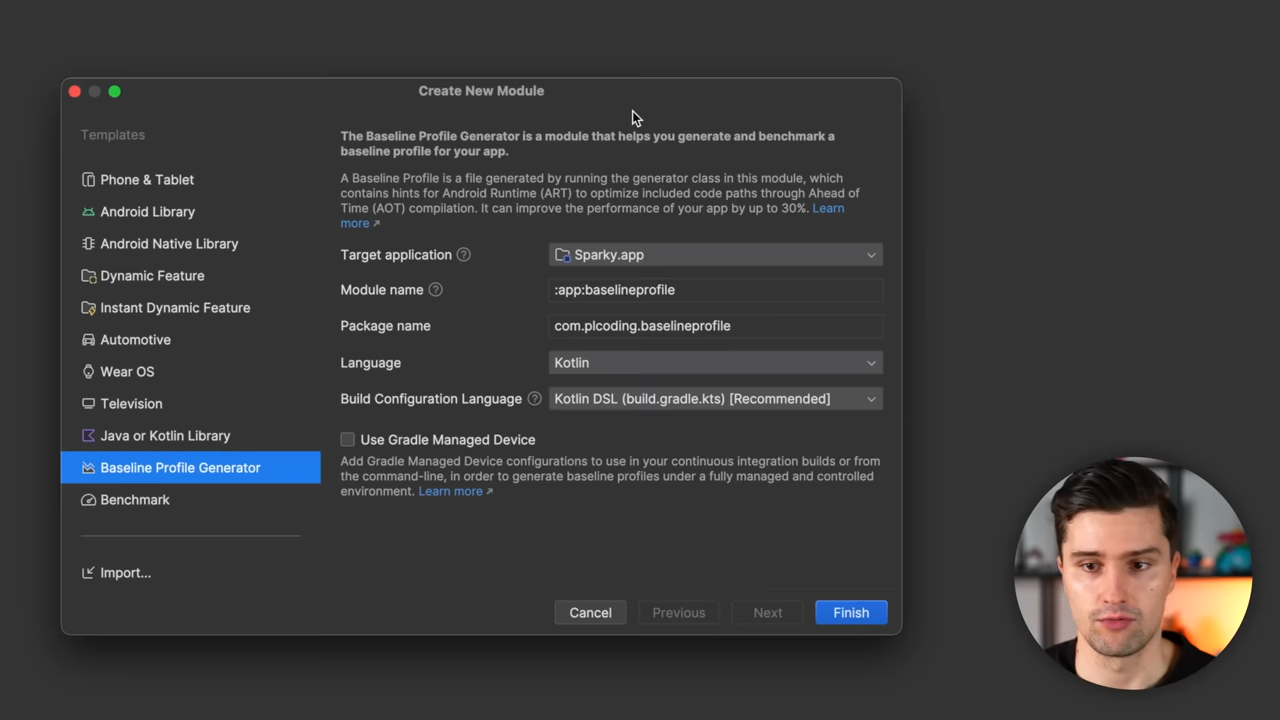 Create New Module
Templates
Phone & Tablet
Android Library
Android Native Library
Dynamic Feature
Instant Dynamic Feature
Automotive
Wear OS
Television
Java or Kotlin Library
Baseline Profile Generator
Benchmark
Import...
The Baseline Profile Generator is a module that helps you generate and benchmark a
baseline profile for your app.
A Baseline Profile is a file generated by running the generator class in this module, which
contains hints for Android Runtime (ART) to optimize included code paths through Ahead of
Time (AOT) compilation. It can improve the performance of your app by up to 30%. Learn
more ↗
Target application ? Sparky.app
Module name ? :app:baselineprofile
Package name com.plcoding.baselineprofile
Language Kotlin
Build Configuration Language ? Kotlin DSL (build.gradle.kts) [Recommended]
Use Gradle Managed Device
Add Gradle Managed Device configurations to use in your continuous integration builds or from
the command-line, in order to generate baseline profiles under a fully managed and controlled
environment. Learn more ↗
Cancel Previous Next Finish